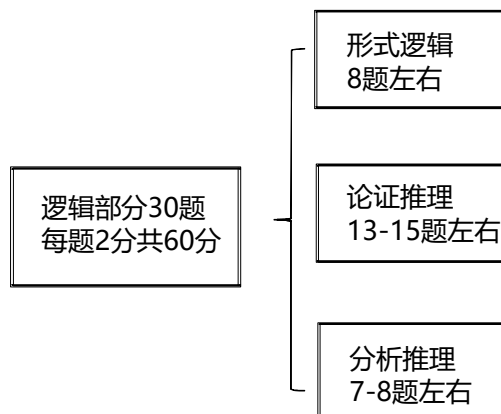 形式逻辑
8题左右
逻辑部分30题
每题2分共60分
论证推理
13-15题左右
分析推理
7-8题左右